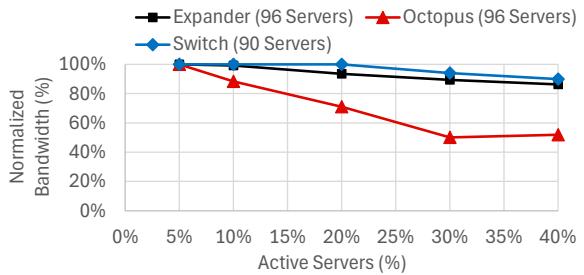 Expander (96 Servers) Octopus (96 Servers)
Switch (90 Servers)
Normalized
Bandwidth (%)
100%
80%
60%
40%
20%
0%
0% 5% 10% 15% 20% 25% 30% 35% 40%
Active Servers (%)